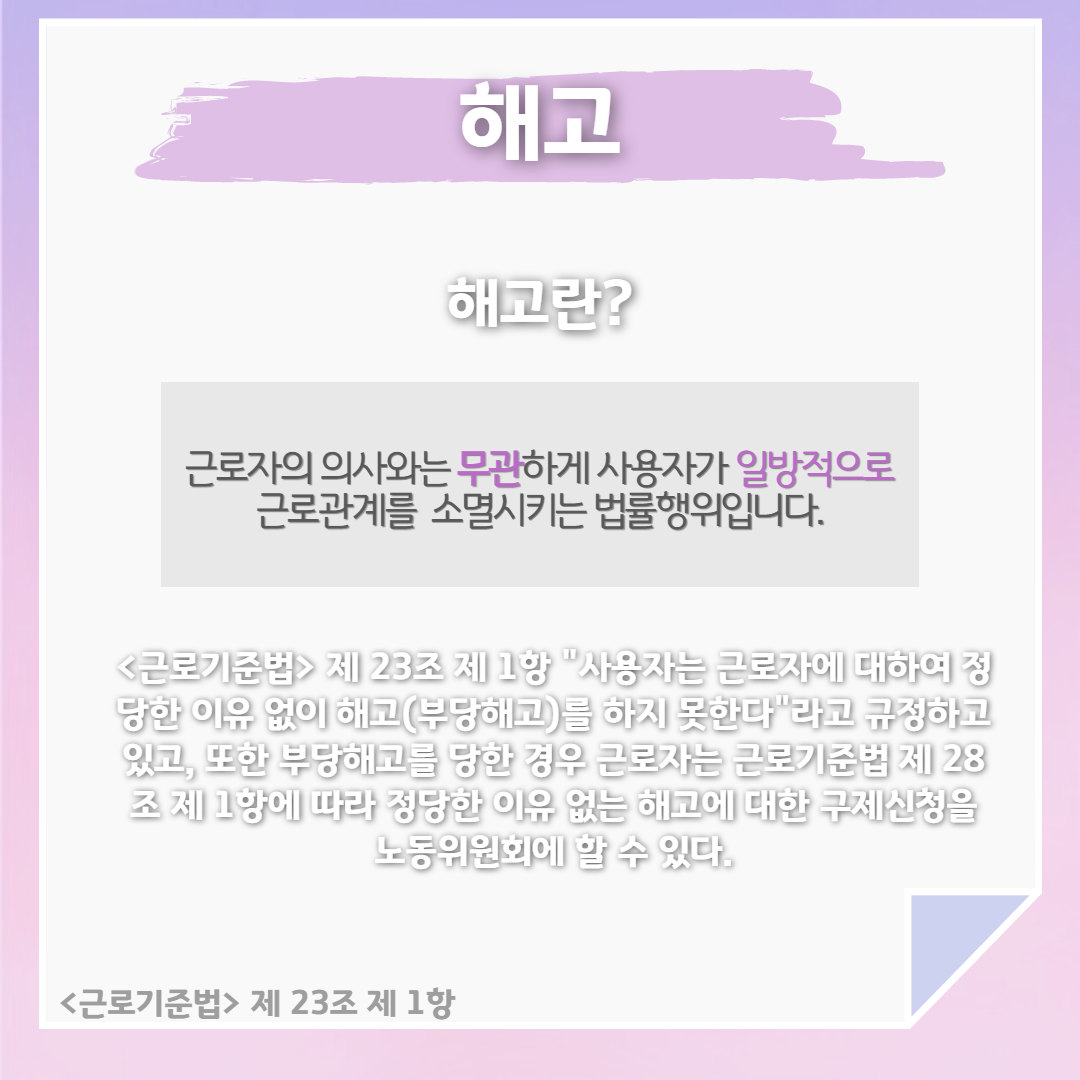 해고
해고란?
근로자의 의사와는 무관하게 사용자가 일방적으로
근로관계를 소멸시키는 법률행위입니다.
<근로기준법> 제 23조 제 1항 "사용자는 근로자에 대하여 정
당한 이유 없이 해고(부당해고)를 하지 못한다"라고 규정하고
있고, 또한 부당해고를 당한 경우 근로자는 근로기준법 제 28
조 제 1항에 따라 정당한 이유 없는 해고에 대한 구제신청을
노동위원회에 할 수 있다.
<근로기준법> 제 23조 제 1항